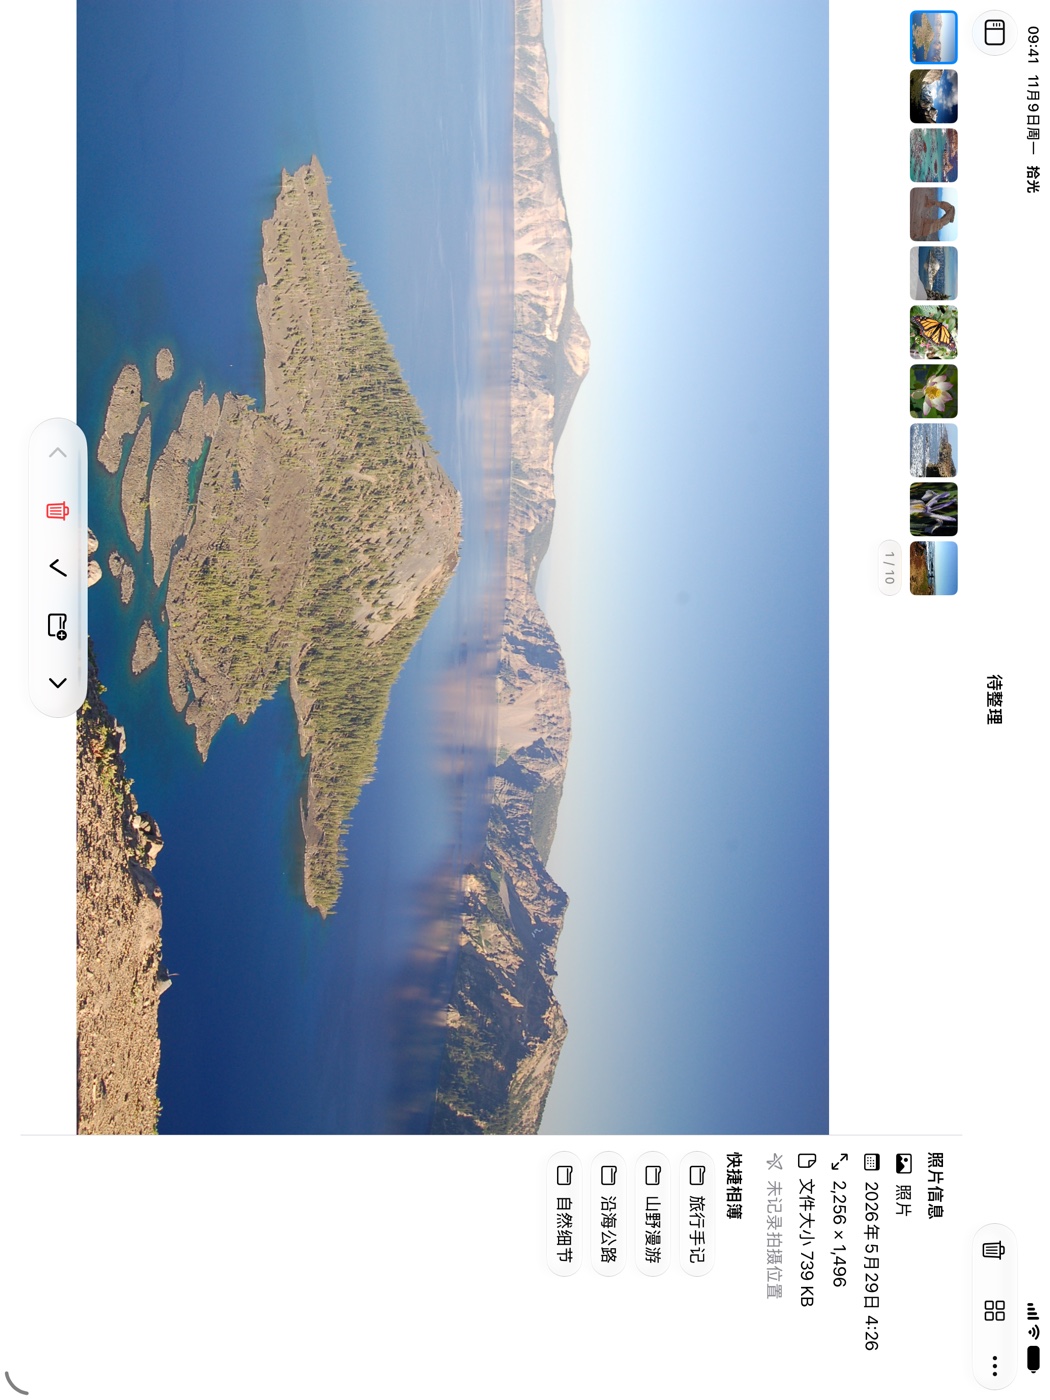 09:41 11月9日周一 拾光
待整理
1 / 10
照片信息
照片
2026年5月29日 4:26
2,256 × 1,496
文件大小 739 KB
未记录拍摄位置
快捷相簿
旅行手记
山野漫游
沿海公路
自然细节